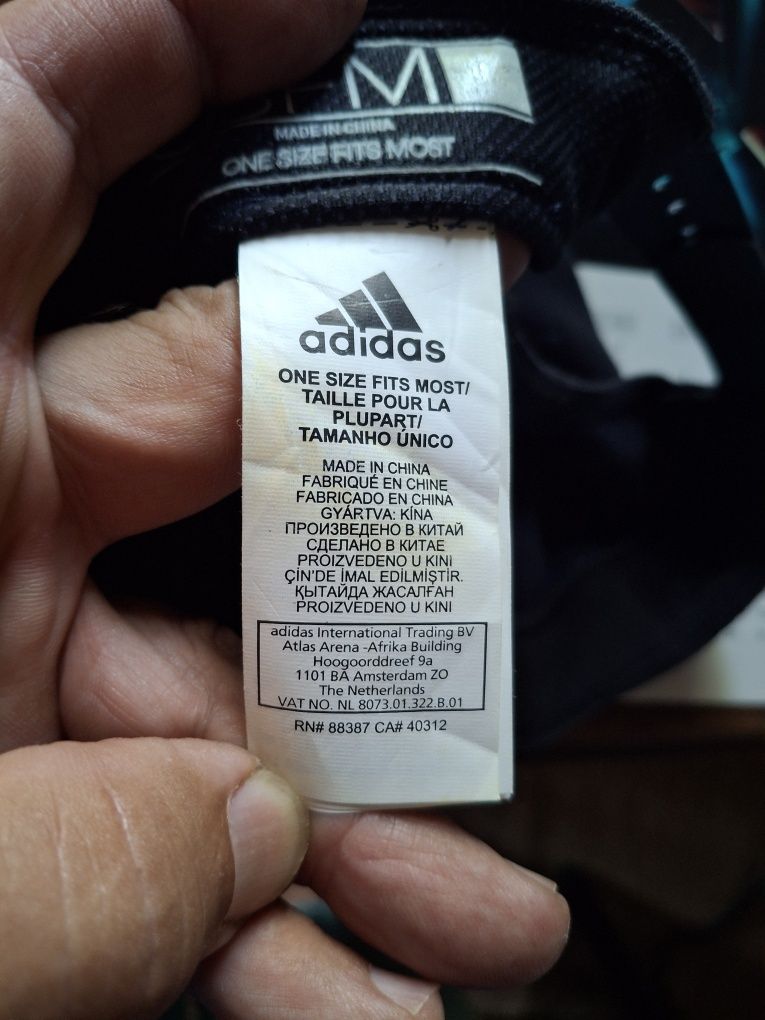 MADE IN CHINA
ONE SIZE FITS MOST
adidas
ONE SIZE FITS MOST/
TAILLE POUR LA
PLUPART/
TAMANHO ÚNICO
MADE IN CHINA
FABRIQUÉ EN CHINE
FABRICADO EN CHINA
GYÁRTVA: KÍNA
ПРОИЗВЕДЕНО В КИТАЙ
СДЕЛАНО В КИТАЕ
PROIZVEDENO U KINI
ÇİN'DE İMAL EDİLMİŞTİR.
ҚЫТАЙДА ЖАСАЛҒАН
PROIZVEDENO U KINI
adidas International Trading BV
Atlas Arena -Afrika Building
Hoogoorddreef 9a
1101 BA Amsterdam ZO
The Netherlands
VAT NO. NL 8073.01.322.B.01
RN# 88387 CA# 40312